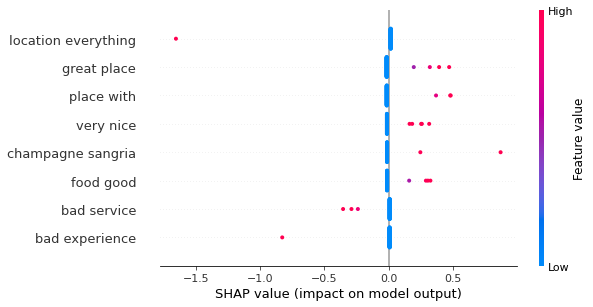 High
location everything
great place
place with
very nice
champagne sangria
food good
bad service
bad experience
Feature value
Low
−1.5 −1.0 −0.5 0.0 0.5
SHAP value (impact on model output)